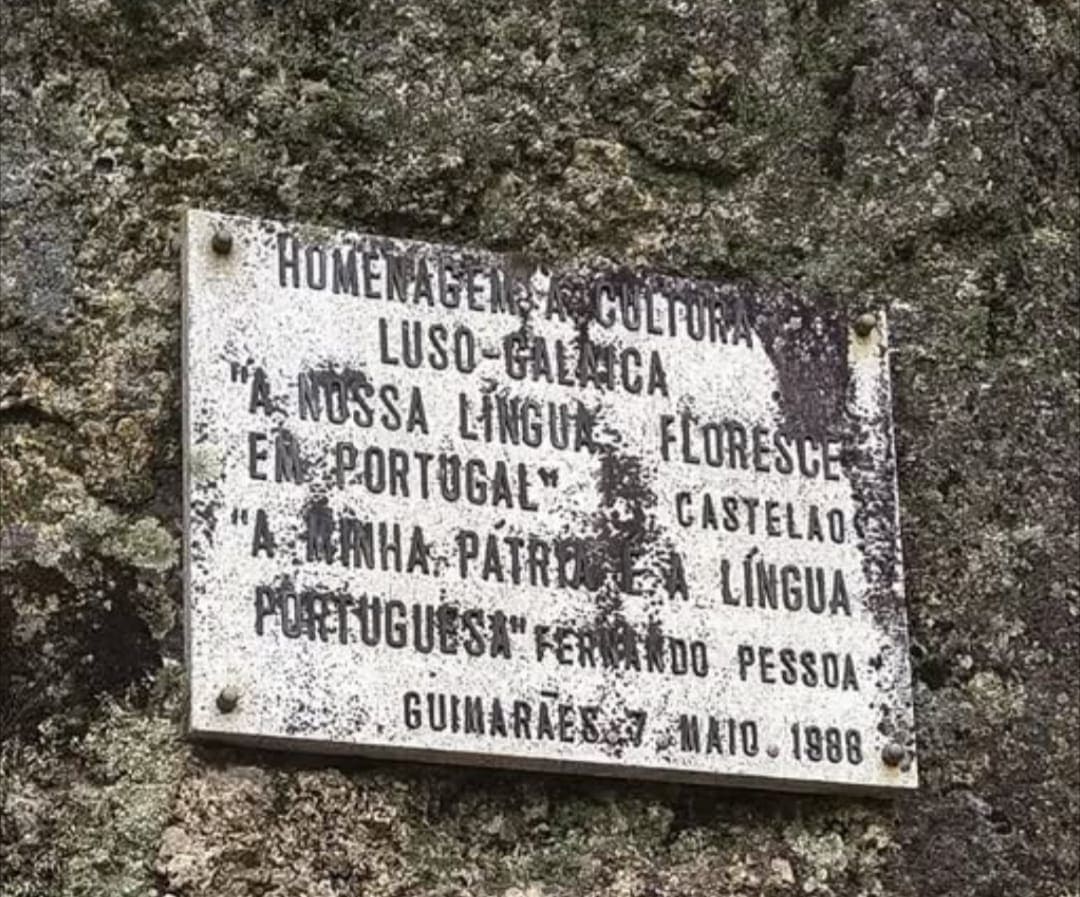 HOMENAGEM À CULTURA
LUSO-GALAICA
"A NOSSA LÍNGUA FLORESCE
EM PORTUGAL" CASTELAO
"A MINHA PÁTRIA É A LÍNGUA
PORTUGUESA" FERNANDO PESSOA
GUIMARÃES 7 MAIO 1988